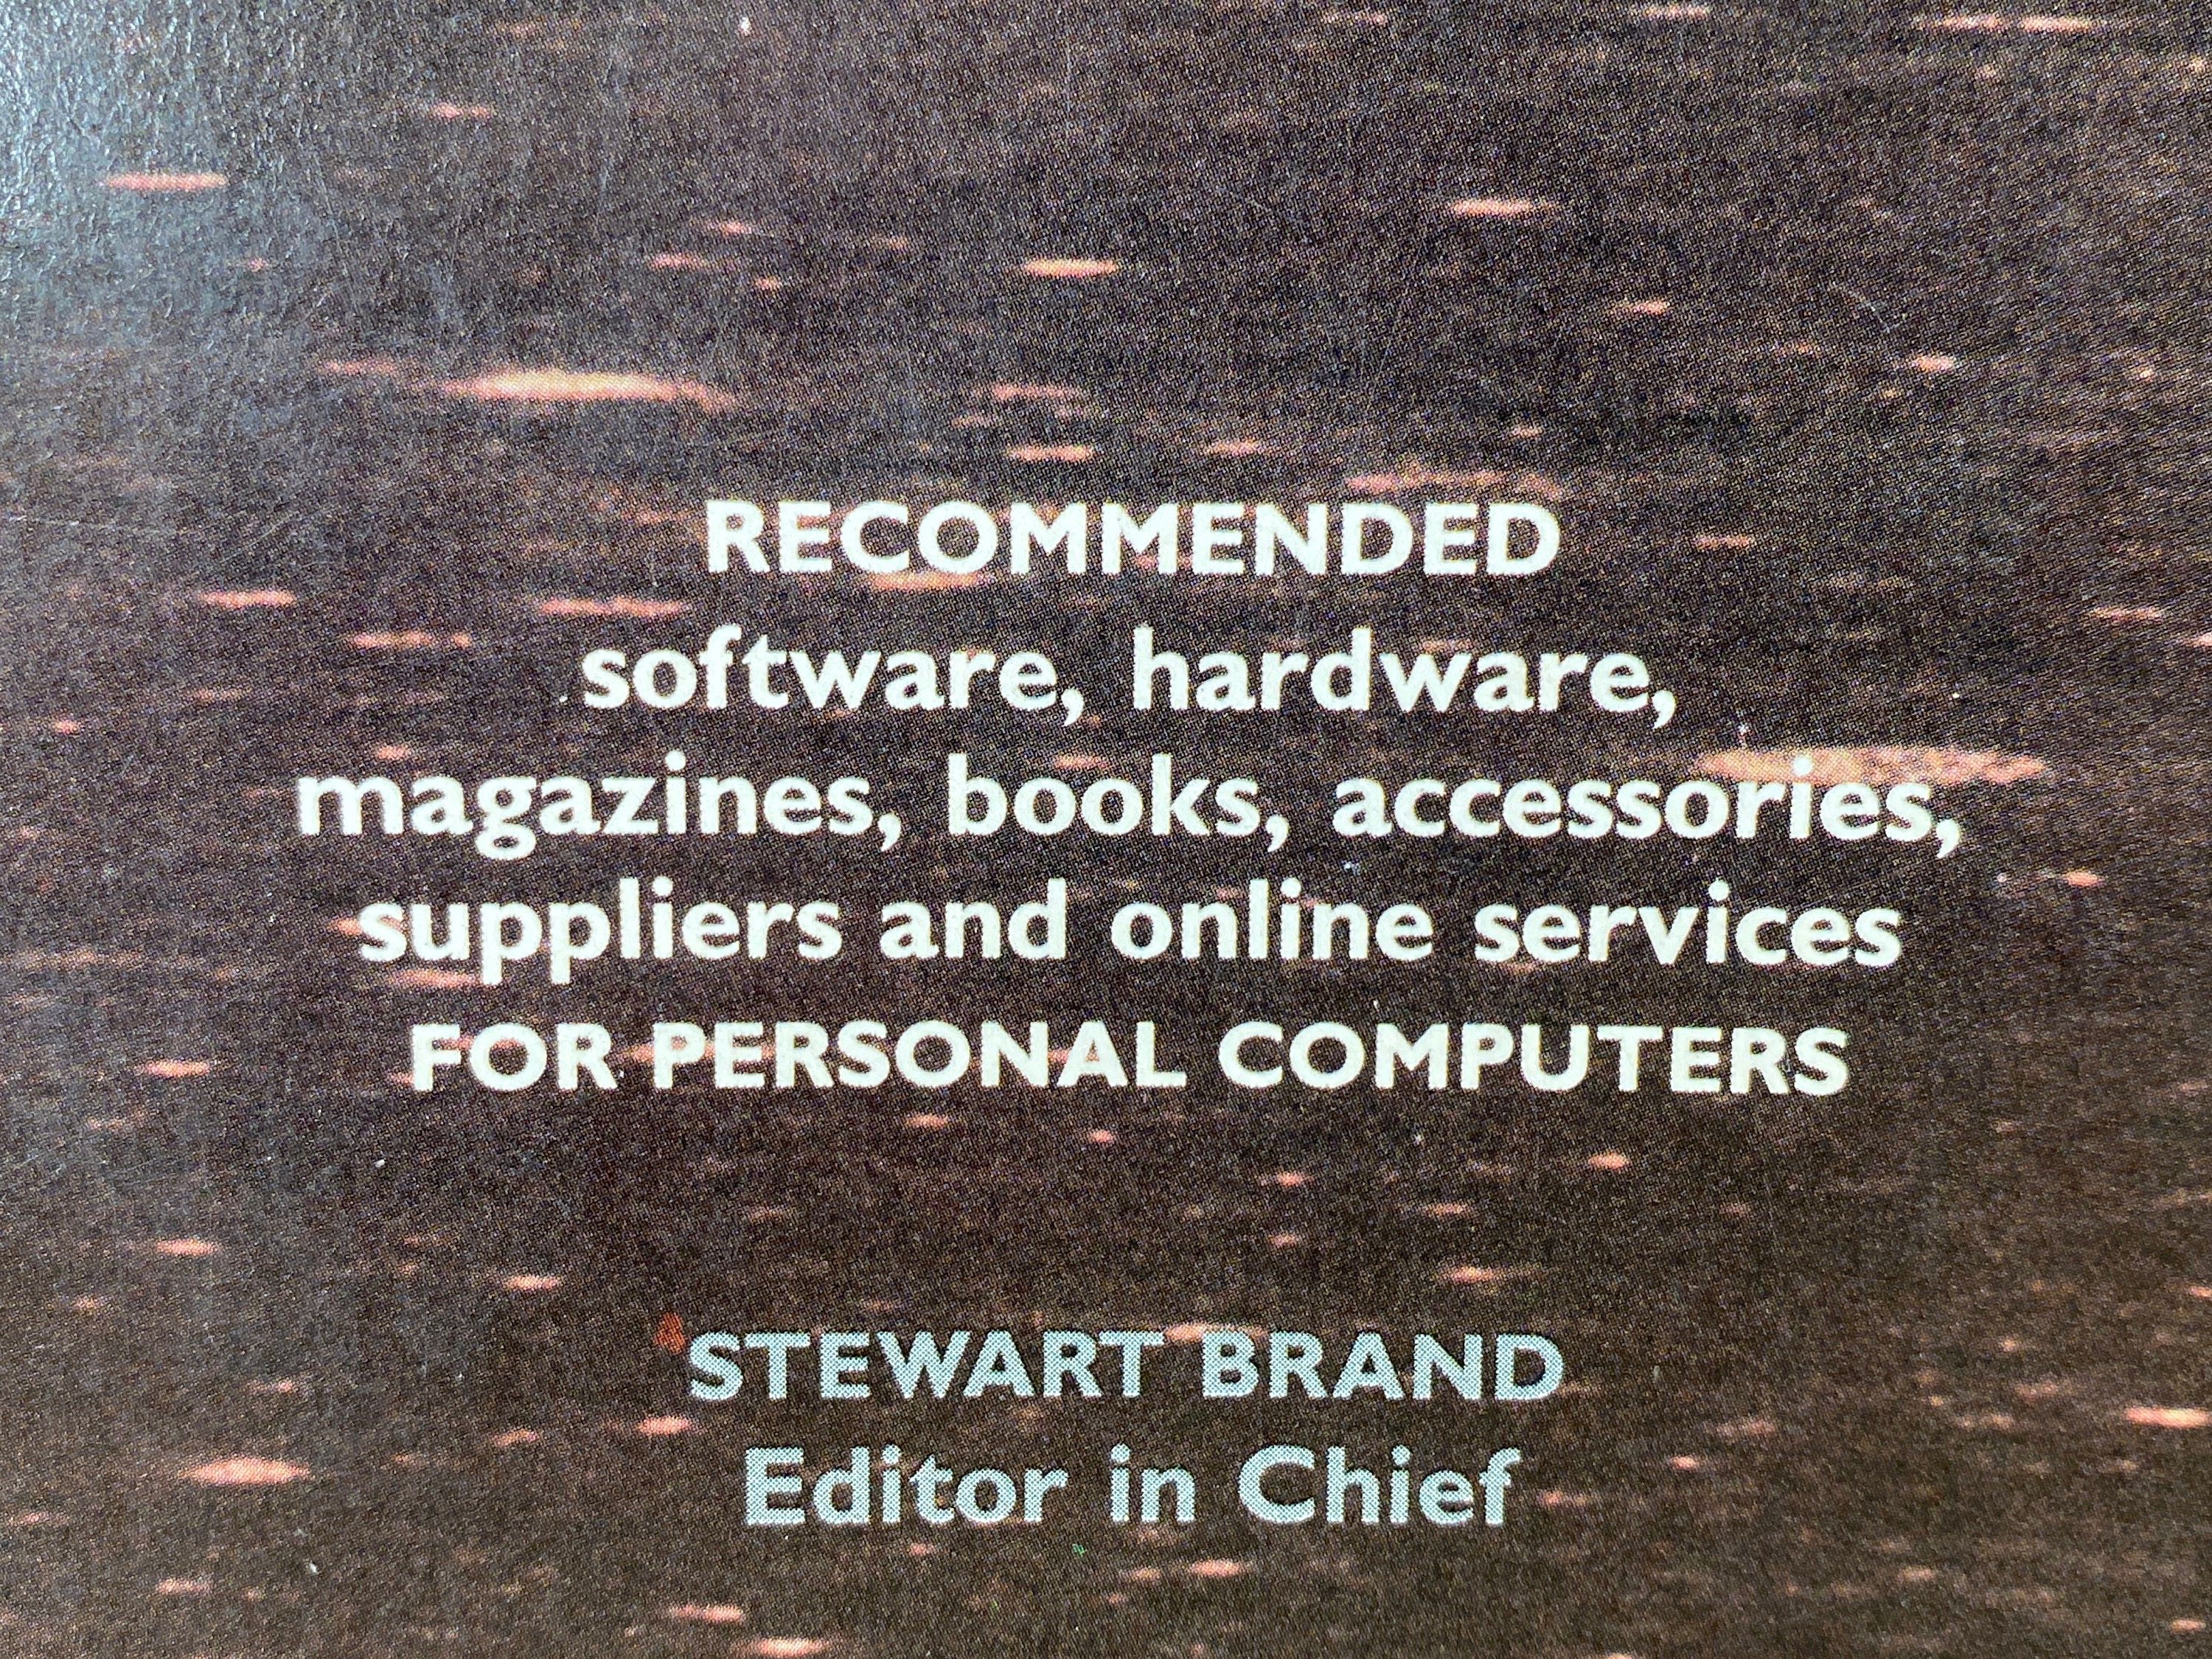 RECOMMENDED
software, hardware,
magazines, books, accessories,
suppliers and online services
FOR PERSONAL COMPUTERS
STEWART BRAND
Editor in Chief